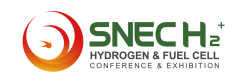 SNEC H2+
HYDROGEN & FUEL CELL
CONFERENCE & EXHIBITION